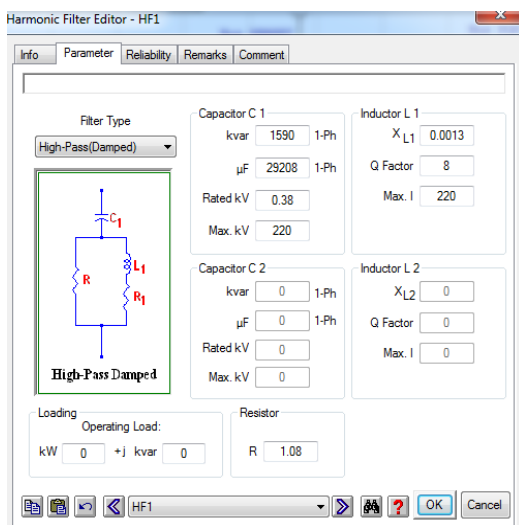 Harmonic Filter Editor - HF1
Info Parameter Reliability Remarks Comment
Filter Type
High-Pass(Damped)
C1
R
L1
R1
High-Pass Damped
Capacitor C 1
kvar 1590 1-Ph
µF 29208 1-Ph
Rated kV 0.38
Max. kV 220
Inductor L 1
X L1 0.0013
Q Factor 8
Max. I 220
Capacitor C 2
kvar 0 1-Ph
µF 0 1-Ph
Rated kV 0
Max. kV 0
Inductor L 2
XL2 0
Q Factor 0
Max. I 0
Loading
Operating Load:
kW 0 +j kvar 0
Resistor
R 1.08
HF1
? OK Cancel